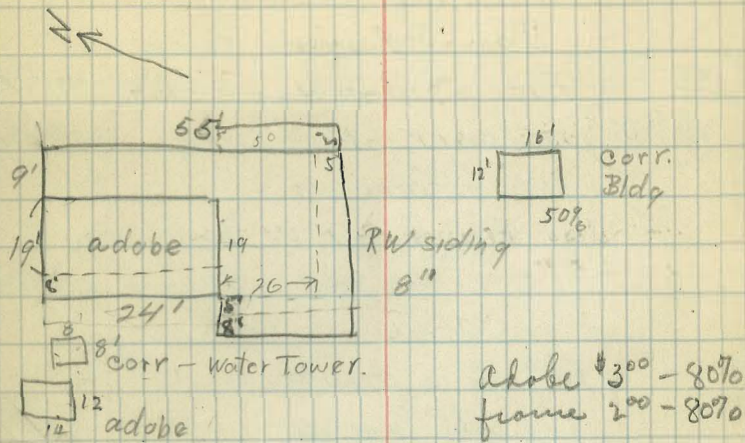 N
55'
50
5
9'
16'
12'
corr.
Bldg
50%
19'
adobe
19
RW siding
26
8"
8'
24'
5'
8'
8'
8'
corr - Water Tower.
12
14
adobe
Adobe $3.00 - 80%
frame 2.00 - 80%